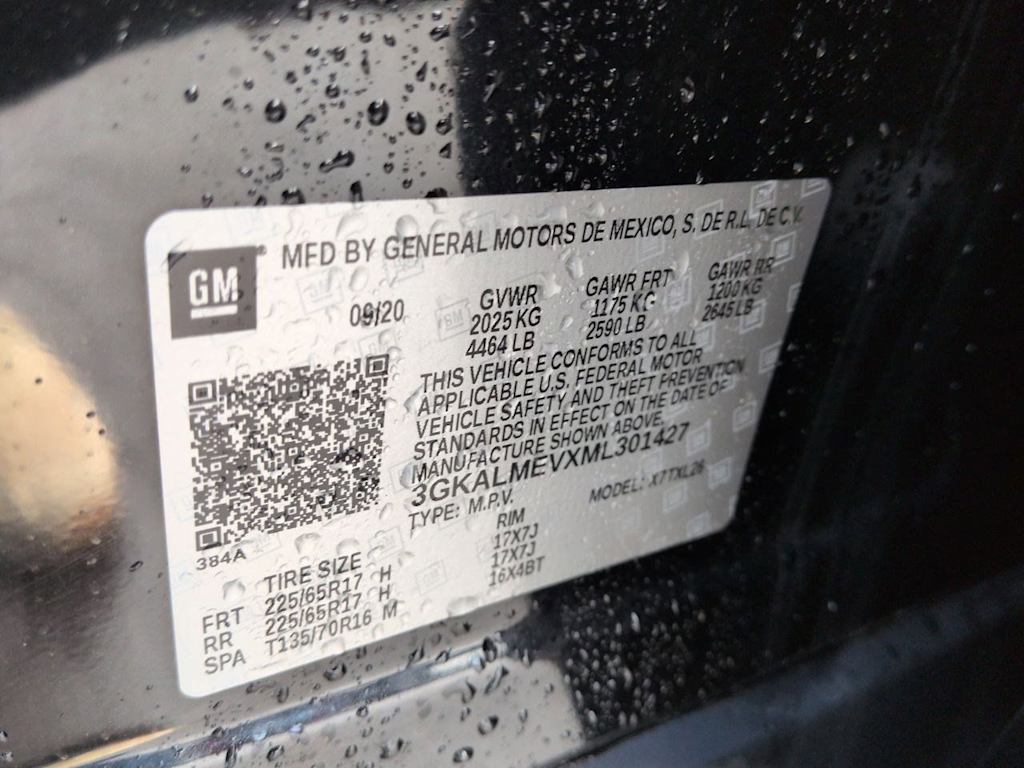 GM
MFD BY GENERAL MOTORS DE MEXICO, S. DE R.L. DE C.V.
09/20
GVWR GAWR FRT GAWR RR
2025 KG 1175 KG 1200 KG
4464 LB 2590 LB 2645 LB
THIS VEHICLE CONFORMS TO ALL
APPLICABLE U.S. FEDERAL MOTOR
VEHICLE SAFETY AND THEFT PREVENTION
STANDARDS IN EFFECT ON THE DATE OF
MANUFACTURE SHOWN ABOVE.
3GKALMEVXML301427
TYPE: M.P.V. MODEL: X7TXL26
384A
TIRE SIZE RIM
FRT 225/65R17 H 17X7J
RR 225/65R17 H 17X7J
SPA T135/70R16 M 16X4BT